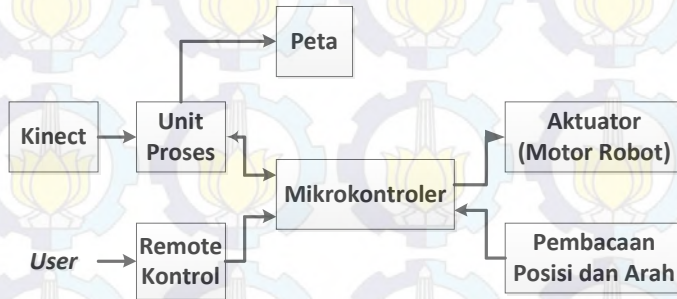 Peta
Kinect
Unit
Proses
Aktuator
(Motor Robot)
Mikrokontroler
User
Remote
Kontrol
Pembacaan
Posisi dan Arah